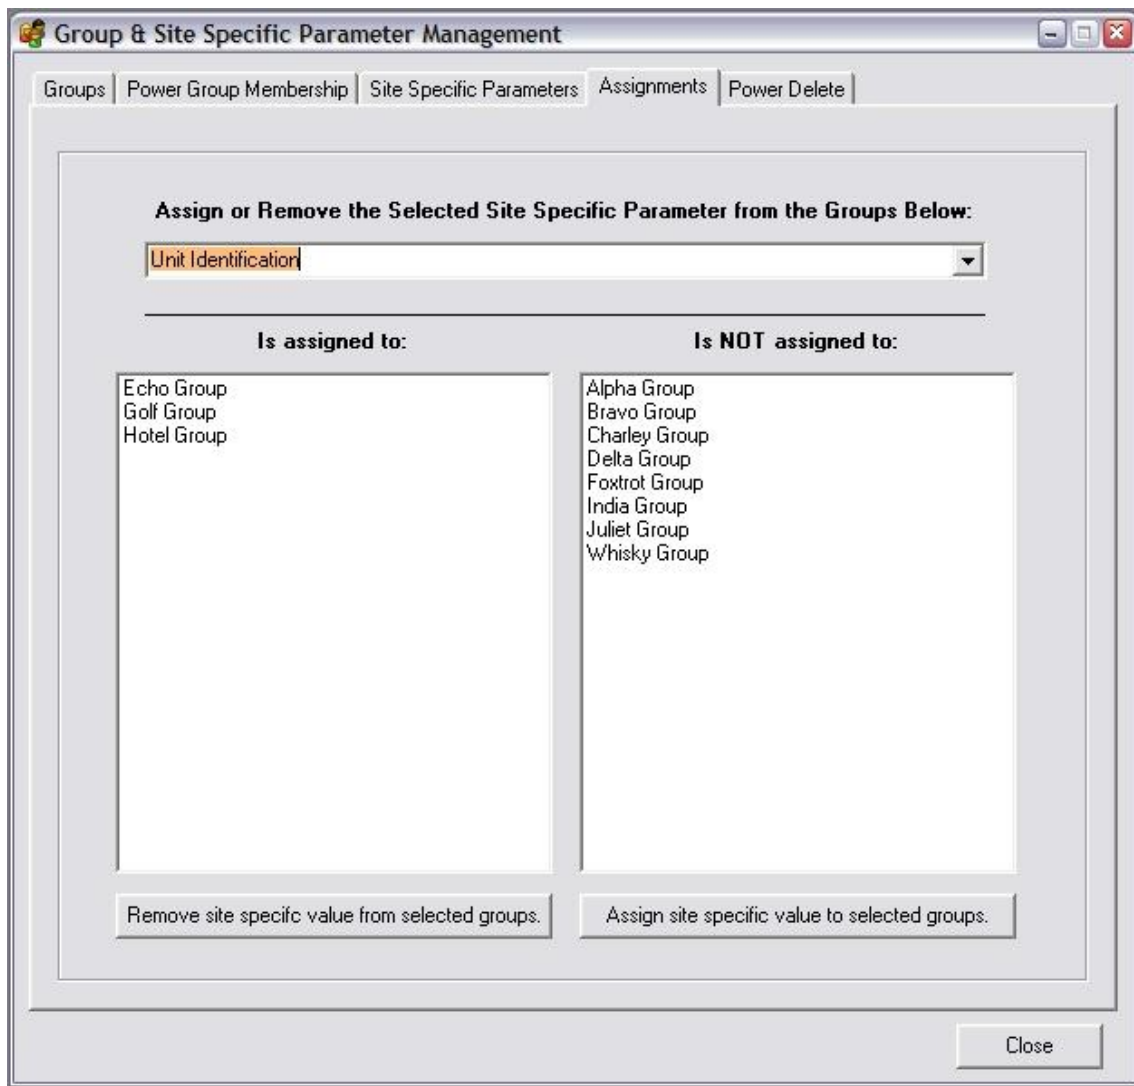 Group & Site Specific Parameter Management
Groups
Power Group Membership
Site Specific Parameters
Assignments
Power Delete
Assign or Remove the Selected Site Specific Parameter from the Groups Below:
Unit Identification
Is assigned to:
Echo Group
Golf Group
Hotel Group
Remove site specifc value from selected groups.
Is NOT assigned to:
Alpha Group
Bravo Group
Charley Group
Delta Group
Foxtrot Group
India Group
Juliet Group
Whisky Group
Assign site specific value to selected groups.
Close